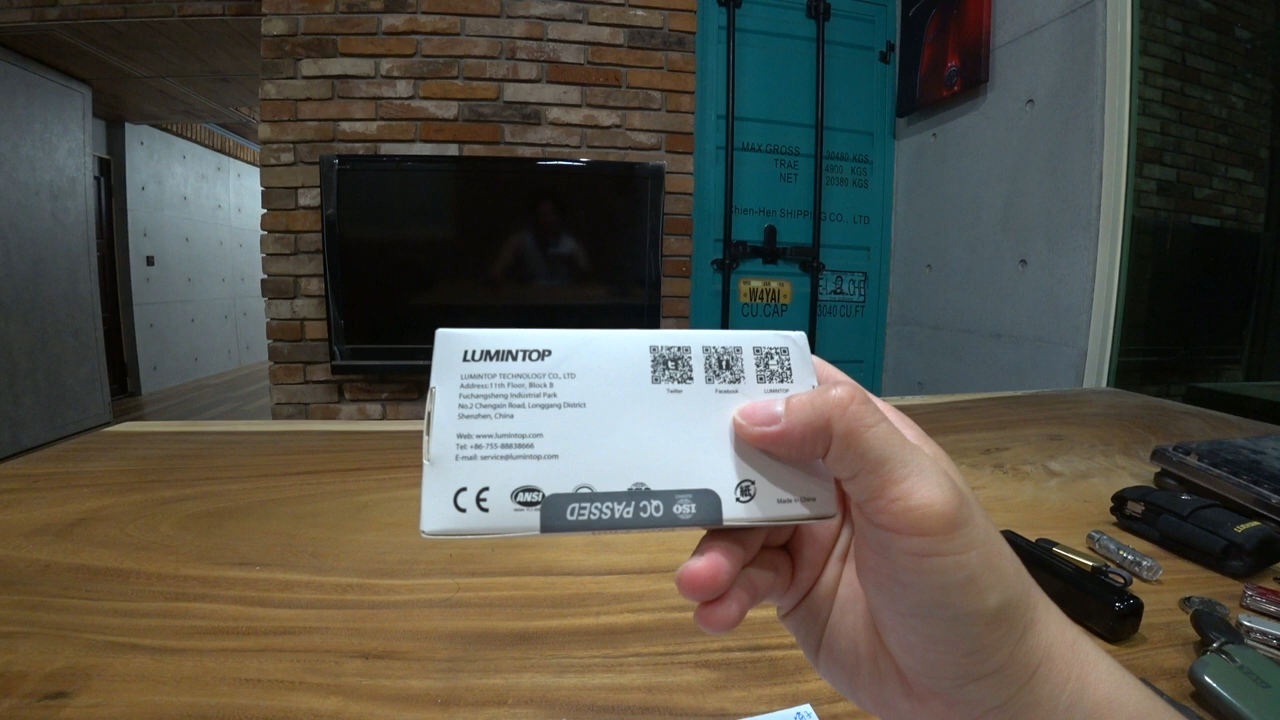 MAX GROSS 30480 KGS
TRAE 4900 KGS
NET 20380 KGS
Chien-Hen SHIPPING CO., LTD
W4YAI
CU.CAP 3040 CU.FT
LUMINTOP
LUMINTOP TECHNOLOGY CO., LTD
Address:11th Floor, Block B
Fuchangsheng Industrial Park
No.2 Chengxin Road, Longgang District
Shenzhen, China
Web: www.lumintop.com
Tel: +86-755-88838666
E-mail: service@lumintop.com
Twitter
Facebook
LUMINTOP
CE
ANSI
QC PASSED
ISO
紙
Made in China